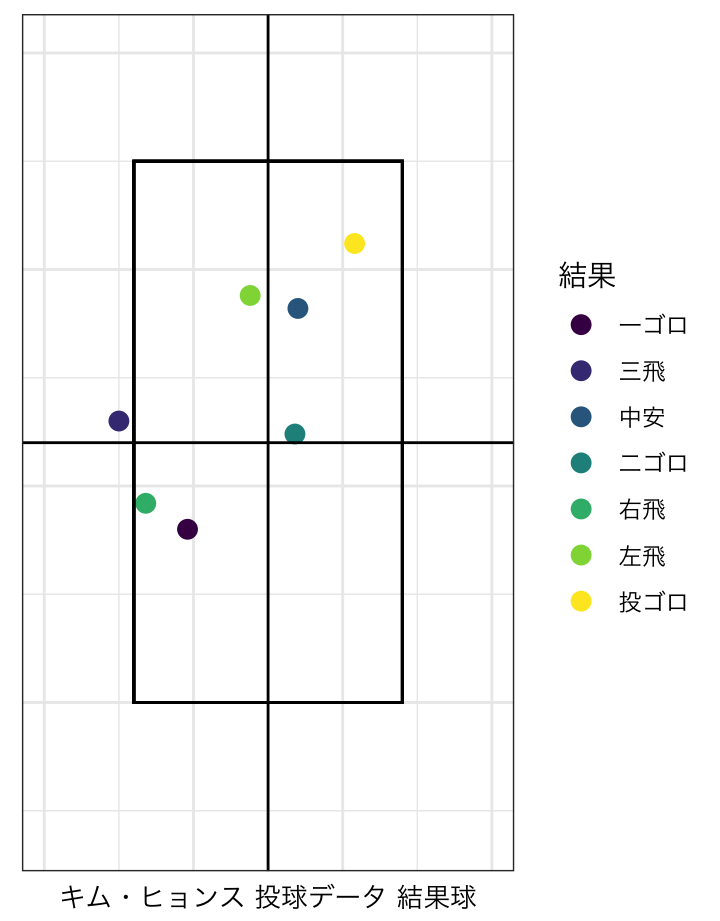 結果
一ゴロ
三飛
中安
二ゴロ
右飛
左飛
投ゴロ
キム・ヒョンス 投球データ 結果球